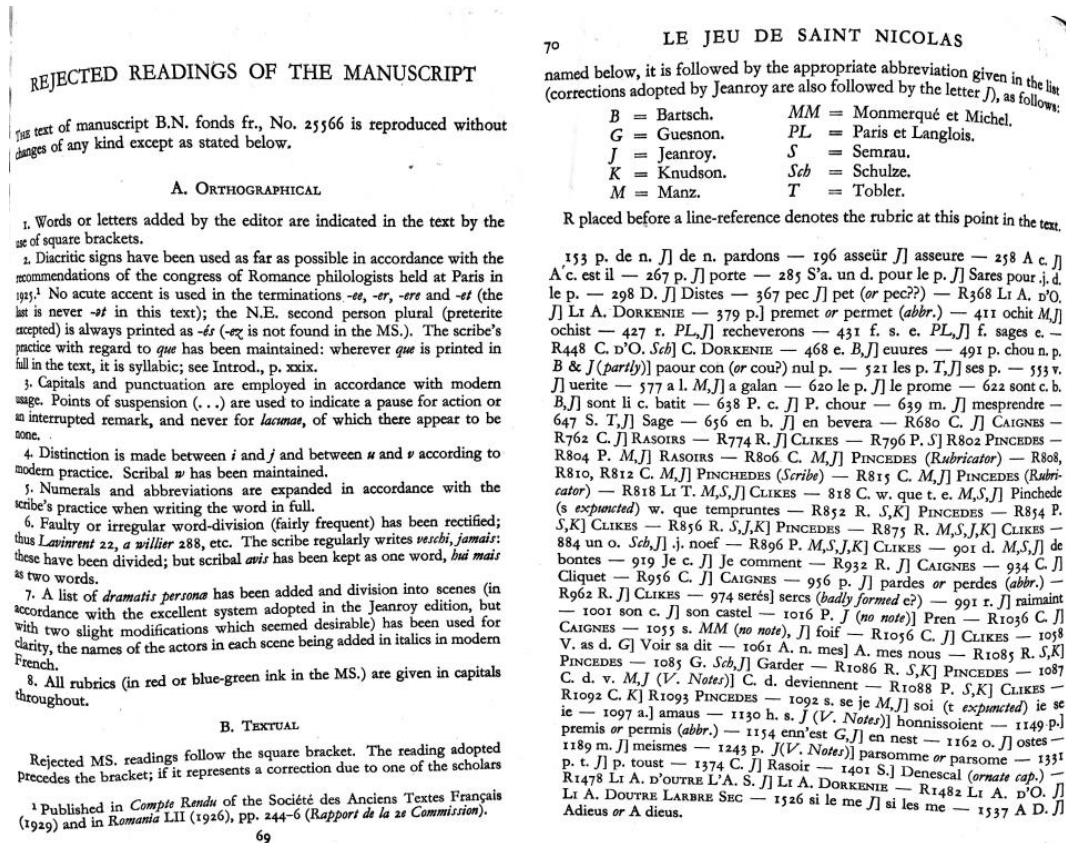 REJECTED READINGS OF THE MANUSCRIPT
THE text of manuscript B.N. fonds fr., No. 25566 is reproduced without
changes of any kind except as stated below.
A. ORTHOGRAPHICAL
1. Words or letters added by the editor are indicated in the text by the
use of square brackets.
2. Diacritic signs have been used as far as possible in accordance with the
recommendations of the congress of Romance philologists held at Paris in
1925.¹ No acute accent is used in the terminations -ee, -er, -ere and -et (the
last is never -ət in this text); the N.E. second person plural (preterite
excepted) is always printed as -és (-ez is not found in the MS.). The scribe's
practice with regard to que has been maintained: wherever que is printed in
full in the text, it is syllabic; see Introd., p. xxix.
3. Capitals and punctuation are employed in accordance with modern
usage. Points of suspension (. . .) are used to indicate a pause for action or
an interrupted remark, and never for lacunae, of which there appear to be
none.
4. Distinction is made between i and j and between u and v according to
modern practice. Scribal w has been maintained.
5. Numerals and abbreviations are expanded in accordance with the
scribe's practice when writing the word in full.
6. Faulty or irregular word-division (fairly frequent) has been rectified;
thus Lavinrent 22, a willier 288, etc. The scribe regularly writes veschi, jamais:
these have been divided; but scribal avis has been kept as one word, hui mais
as two words.
7. A list of dramatis personæ has been added and division into scenes (in
accordance with the excellent system adopted in the Jeanroy edition, but
with two slight modifications which seemed desirable) has been used for
clarity, the names of the actors in each scene being added in italics in modern
French.
8. All rubrics (in red or blue-green ink in the MS.) are given in capitals
throughout.
B. TEXTUAL
Rejected MS. readings follow the square bracket. The reading adopted
precedes the bracket; if it represents a correction due to one of the scholars
¹ Published in Compte Rendu of the Société des Anciens Textes Français
(1929) and in Romania LII (1926), pp. 244-6 (Rapport de la 2e Commission).
69
70 LE JEU DE SAINT NICOLAS
named below, it is followed by the appropriate abbreviation given in the list
(corrections adopted by Jeanroy are also followed by the letter J), as follows:
B = Bartsch. MM = Monmerqué et Michel.
G = Guesnon. PL = Paris et Langlois.
J = Jeanroy. S = Semrau.
K = Knudson. Sch = Schulze.
M = Manz. T = Tobler.
R placed before a line-reference denotes the rubric at this point in the text.
153 p. de n. J] de n. pardons — 196 asseür J] asseure — 258 A c. J]
A c. est il — 267 p. J] porte — 285 S'a. un d. pour le p. J] Sares pour .j. d.
le p. — 298 D. J] Distes — 367 pec J] pet (or pec??) — R368 LI A. D'O.
J] LI A. DORKENIE — 379 p.] premet or permet (abbr.) — 411 ochit M,J]
ochist — 427 r. PL,J] recheverons — 431 f. s. e. PL,J] f. sages e. —
R448 C. D'O. Sch] C. DORKENIE — 468 e. B,J] euures — 491 p. chou n. p.
B & J (partly)] paour con (or cou?) nul p. — 521 les p. T,J] ses p. — 553 v.
J] uerite — 577 a l. M,J] a galan — 620 le p. J] le prome — 622 sont c. b.
B,J] sont li c. batit — 638 P. c. J] P. chour — 639 m. J] mesprendre —
647 S. T,J] Sage — 656 en b. J] en bevera — R680 C. J] CAIGNES —
R762 C. J] RASOIRS — R774 R. J] CLIKES — R796 P. S] R802 PINCEDES —
R804 P. M,J] RASOIRS — R806 C. M,J] PINCEDES (Rubricator) — R808,
R810, R812 C. M,J] PINCHEDES (Scribe) — R815 C. M,J] PINCEDES (Rubri-
cator) — R818 LI T. M,S,J] CLIKES — 818 C. w. que t. e. M,S,J] Pinchede
(s expuncted) w. que tempruntes — R852 R. S,K] PINCEDES — R854 P.
S,K] CLIKES — R856 R. S,J,K] PINCEDES — R875 R. M,S,J,K] CLIKES —
884 un o. Sch,J] .j. noef — R896 P. M,S,J,K] CLIKES — 901 d. M,S,J] de
bontes — 919 Je c. J] Je comment — R932 R. J] CAIGNES — 934 C. J]
Cliquet — R956 C. J] CAIGNES — 956 p. J] pardes or perdes (abbr.) —
R962 R. J] CLIKES — 974 serés] sercs (badly formed e?) — 991 r. J] raimaint
— 1001 son c. J] son castel — 1016 P. J (no note)] Pren — R1036 C. J]
CAIGNES — 1055 s. MM (no note), J] foif — R1056 C. J] CLIKES — 1058
V. as d. G] Voir sa dit — 1061 A. n. mes] A. mes nous — R1085 R. S,K]
PINCEDES — 1085 G. Sch,J] Garder — R1086 R. S,K] PINCEDES — 1087
C. d. v. M,J (V. Notes)] C. d. deviennent — R1088 P. S,K] CLIKES —
R1092 C. K] R1093 PINCEDES — 1092 s. se je M,J] soi (t expuncted) ie se
ie — 1097 a.] amaus — 1130 h. s. J (V. Notes)] honnissoient — 1149 p.]
premis or permis (abbr.) — 1154 enn'est G,J] en nest — 1162 o. J] ostes —
1189 m. J] meismes — 1243 p. J(V. Notes)] parsomme or parsome — 1331
p. t. J] p. toust — 1374 C. J] Rasoir — 1401 S.] Denescal (ornate cap.) —
R1478 LI A. D'OUTRE L'A. S. J] LI A. DORKENIE — R1482 LI A. D'O. J]
LI A. DOUTRE LARBRE SEC — 1526 si le me J] si les me — 1537 A D. J]
Adieus or A dieus.